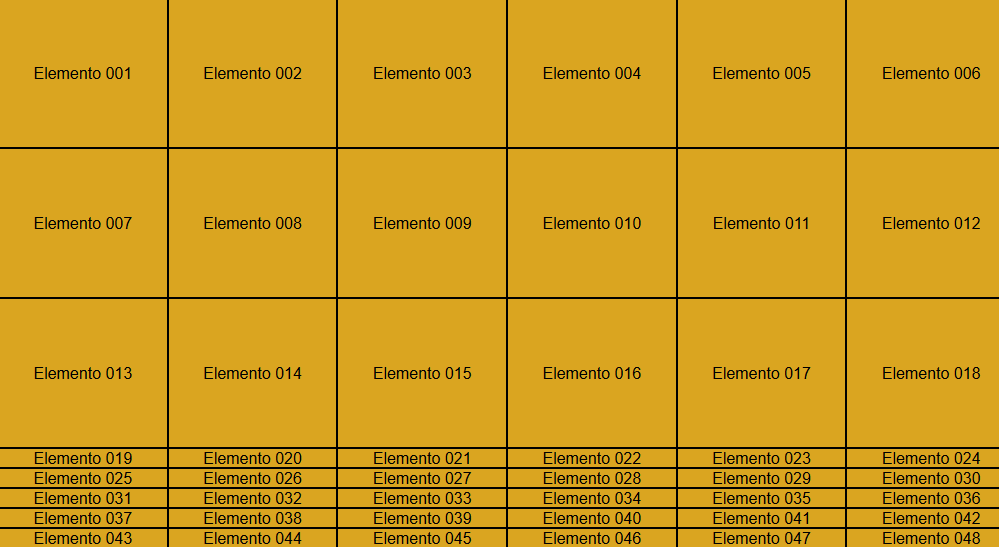 Elemento 001 Elemento 002 Elemento 003 Elemento 004 Elemento 005 Elemento 006
Elemento 007 Elemento 008 Elemento 009 Elemento 010 Elemento 011 Elemento 012
Elemento 013 Elemento 014 Elemento 015 Elemento 016 Elemento 017 Elemento 018
Elemento 019 Elemento 020 Elemento 021 Elemento 022 Elemento 023 Elemento 024
Elemento 025 Elemento 026 Elemento 027 Elemento 028 Elemento 029 Elemento 030
Elemento 031 Elemento 032 Elemento 033 Elemento 034 Elemento 035 Elemento 036
Elemento 037 Elemento 038 Elemento 039 Elemento 040 Elemento 041 Elemento 042
Elemento 043 Elemento 044 Elemento 045 Elemento 046 Elemento 047 Elemento 048